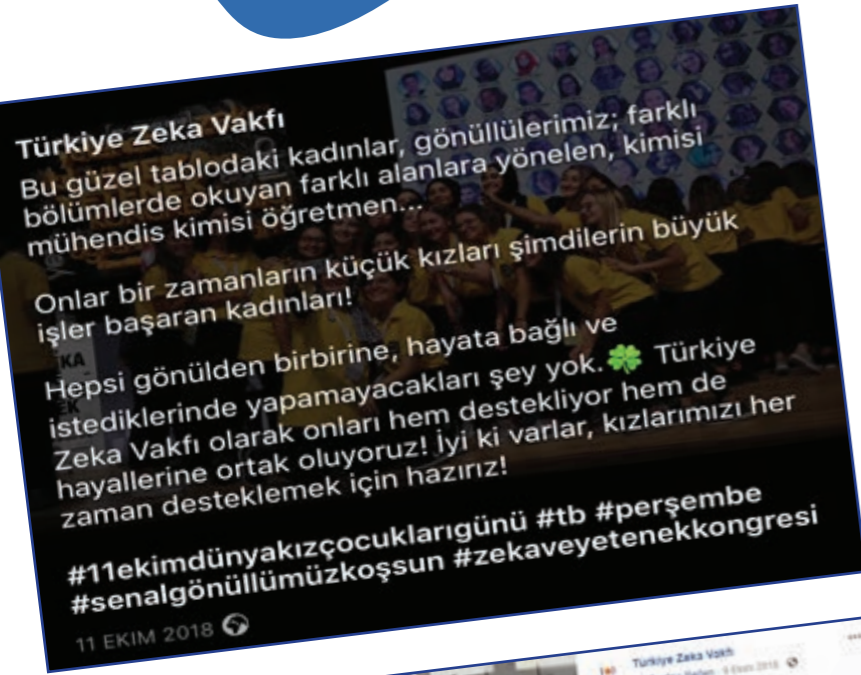 Türkiye Zeka Vakfı
Bu güzel tablodaki kadınlar, gönüllülerimiz; farklı
bölümlerde okuyan farklı alanlara yönelen, kimisi
mühendis kimisi öğretmen...
Onlar bir zamanların küçük kızları şimdilerin büyük
işler başaran kadınları!
Hepsi gönülden birbirine, hayata bağlı ve
istediklerinde yapamayacakları şey yok.🍀 Türkiye
Zeka Vakfı olarak onları hem destekliyor hem de
hayallerine ortak oluyoruz! İyi ki varlar, kızlarımızı her
zaman desteklemek için hazırız!
#11ekimdünyakızçocuklarıgünü #tb #perşembe
#senalgönüllümüzkoşsun #zekaveyetenekkongresi
11 EKIM 2018
Türkiye Zeka Vakfı